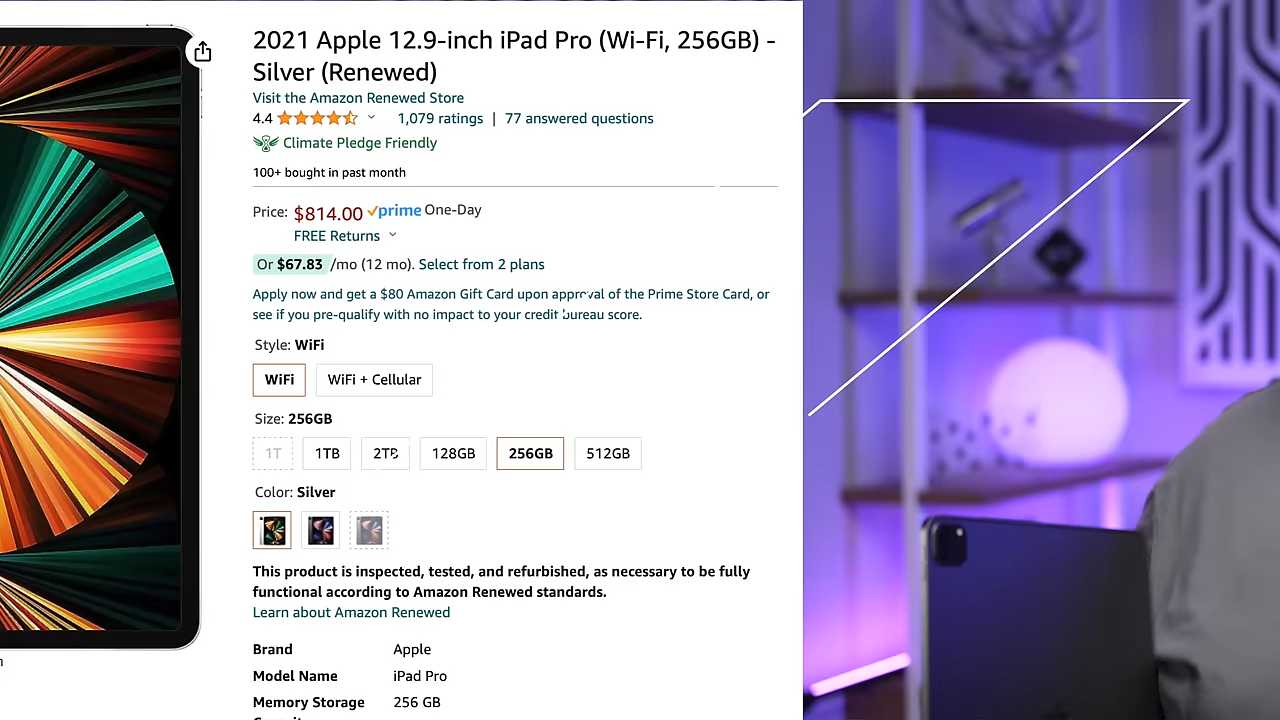 2021 Apple 12.9-inch iPad Pro (Wi-Fi, 256GB) -
Silver (Renewed)
Visit the Amazon Renewed Store
4.4 1,079 ratings | 77 answered questions
Climate Pledge Friendly
100+ bought in past month
Price: $814.00 prime One-Day
FREE Returns
Or $67.83 /mo (12 mo). Select from 2 plans
Apply now and get a $80 Amazon Gift Card upon approval of the Prime Store Card, or
see if you pre-qualify with no impact to your credit bureau score.
Style: WiFi
WiFi WiFi + Cellular
Size: 256GB
1T 1TB 2TB 128GB 256GB 512GB
Color: Silver
This product is inspected, tested, and refurbished, as necessary to be fully
functional according to Amazon Renewed standards.
Learn about Amazon Renewed
Brand Apple
Model Name iPad Pro
Memory Storage 256 GB